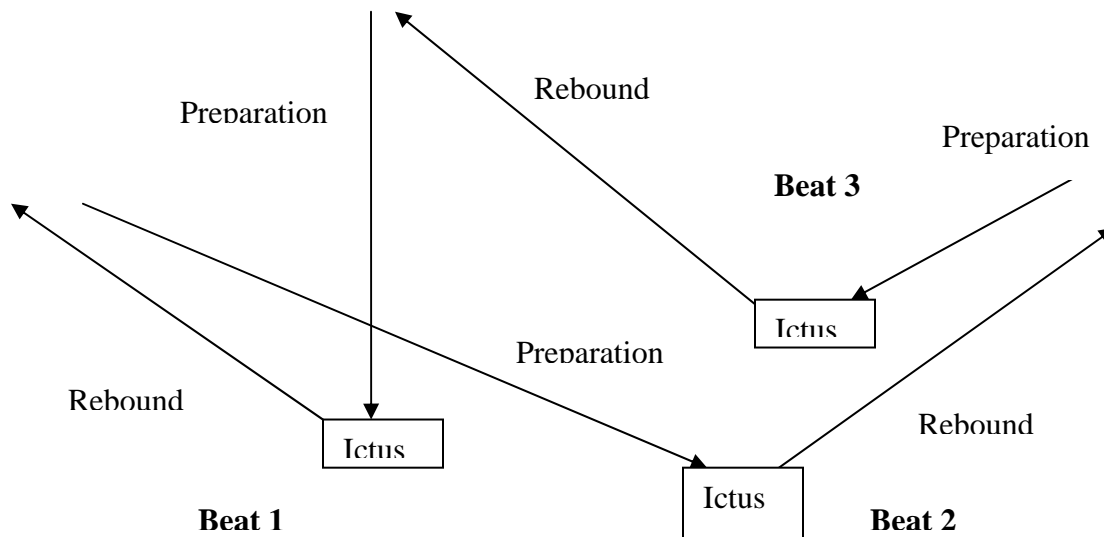 Rebound
Preparation
Preparation
Beat 3
Ictus
Preparation
Rebound
Rebound
Ictus
Ictus
Beat 1
Beat 2